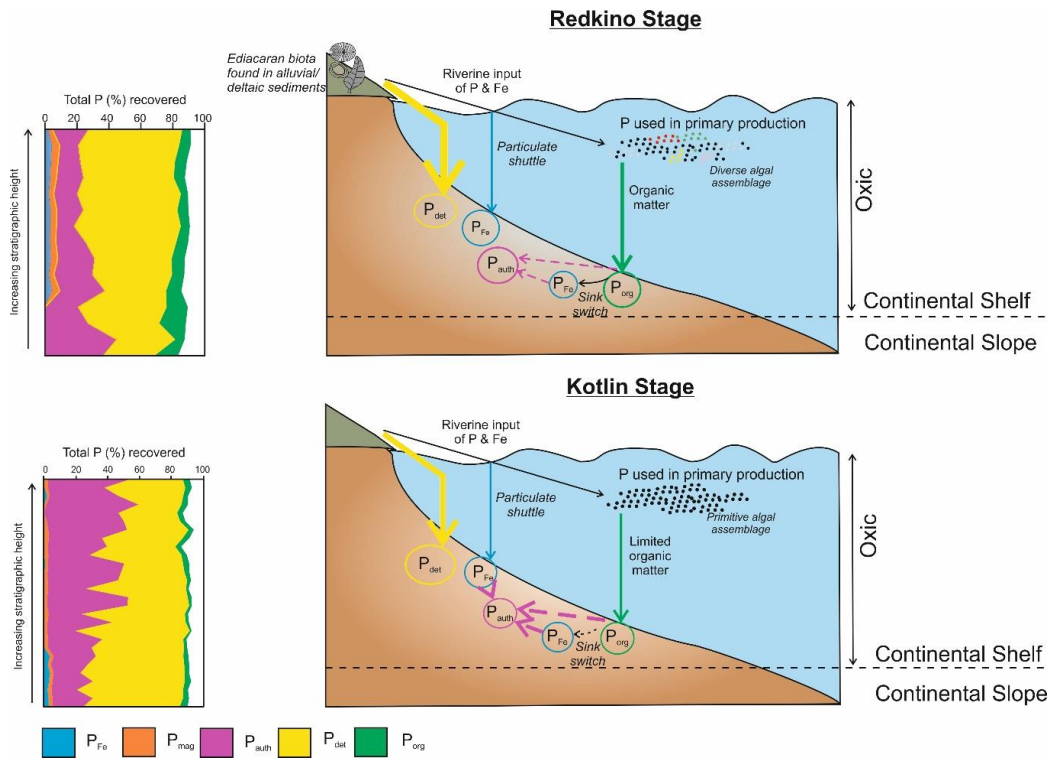 Redkino Stage
Ediacaran biota
found in alluvial/
deltaic sediments
Total P (%) recovered
0 20 40 60 80 100
Increasing stratigraphic height
Riverine input
of P & Fe
Particulate
shuttle
P used in primary production
Diverse algal
assemblage
Organic
matter
Oxic
Pdet
PFe
Pauth
PFe
Porg
Sink
switch
Continental Shelf
Continental Slope
Kotlin Stage
Total P (%) recovered
0 20 40 60 80 100
Increasing stratigraphic height
Riverine input
of P & Fe
Particulate
shuttle
P used in primary production
Primitive algal
assemblage
Limited
organic
matter
Oxic
Pdet
PFe
Pauth
PFe
Porg
Sink
switch
Continental Shelf
Continental Slope
PFe Pmag Pauth Pdet Porg